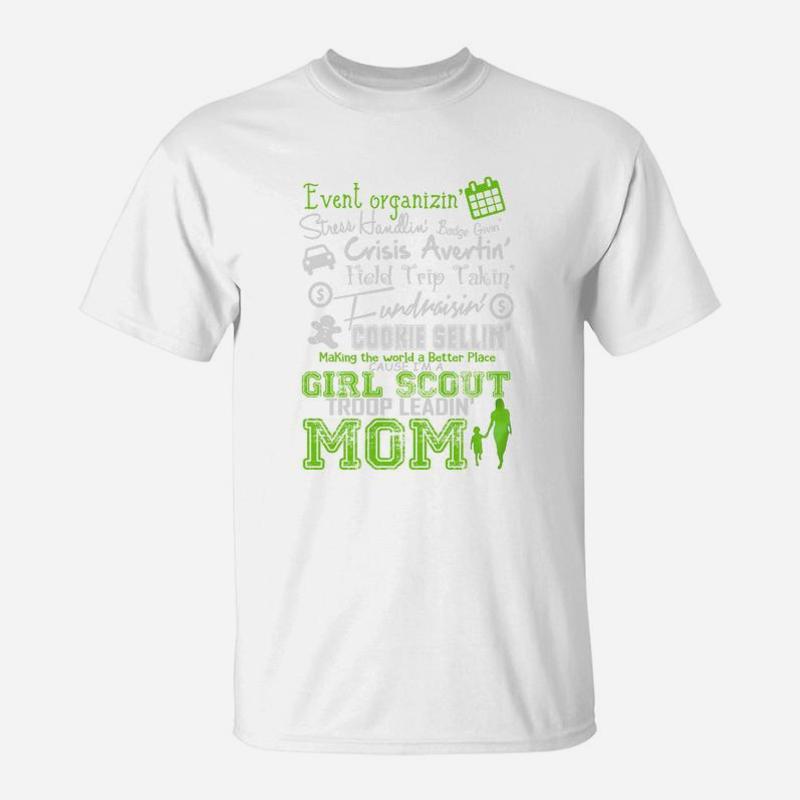 Event organizin'
Stress Handlin' Badge Givin'
Crisis Avertin'
Field Trip Takin'
$ Fundraisin' $
COOKIE SELLIN'
Making the world a Better Place
CAUSE I'M A
GIRL SCOUT
TROOP LEADIN'
MOM